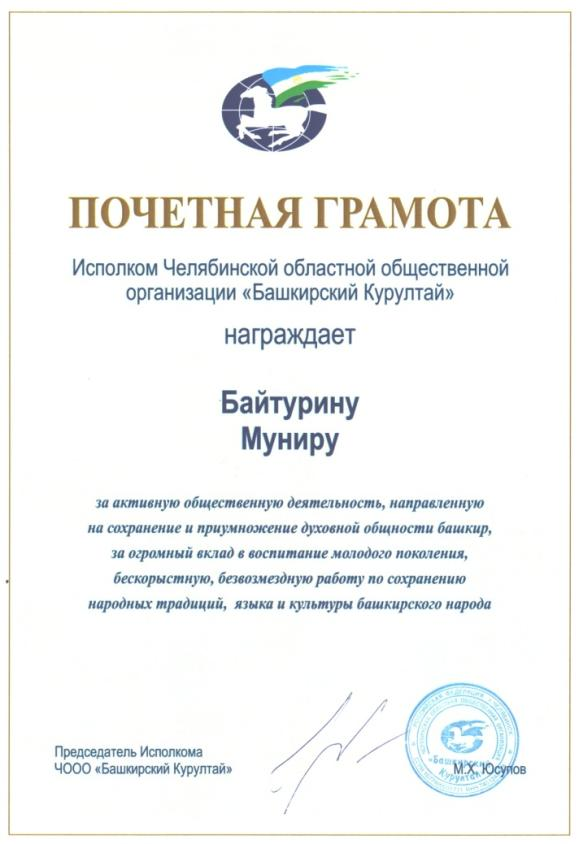 ПОЧЕТНАЯ ГРАМОТА
Исполком Челябинской областной общественной
организации «Башкирский Курултай»
награждает
Байтурину
Муниру
за активную общественную деятельность, направленную
на сохранение и приумножение духовной общности башкир,
за огромный вклад в воспитание молодого поколения,
бескорыстную, безвозмездную работу по сохранению
народных традиций, языка и культуры башкирского народа
Председатель Исполкома
ЧООО «Башкирский Курултай»
М.Х. Юсупов
«Башкирский
Курултай»